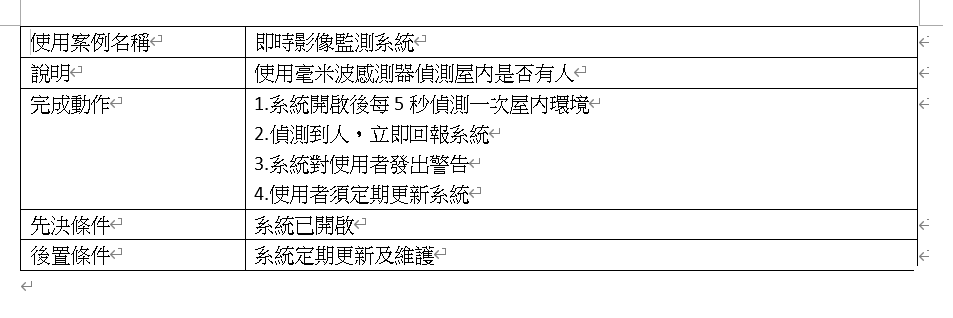 使用案例名稱 即時影像監測系統
說明 使用毫米波感測器偵測屋內是否有人
完成動作 1.系統開啟後每 5 秒偵測一次屋內環境
2.偵測到人，立即回報系統
3.系統對使用者發出警告
4.使用者須定期更新系統
先決條件 系統已開啟
後置條件 系統定期更新及維護